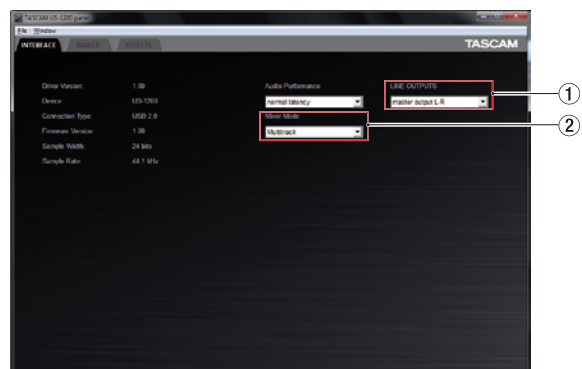 TASCAM US-1200 panel
File Window
INTERFACE MIXER EFFECTS TASCAM
Driver Version: 1.00
Device: US-1200
Connection Type: USB 2.0
Firmware Version: 1.00
Sample Width: 24 bits
Sample Rate: 44.1 kHz
Audio Performance
normal latency
Mixer Mode:
Multitrack
LINE OUTPUTS
master output L-R
1
2